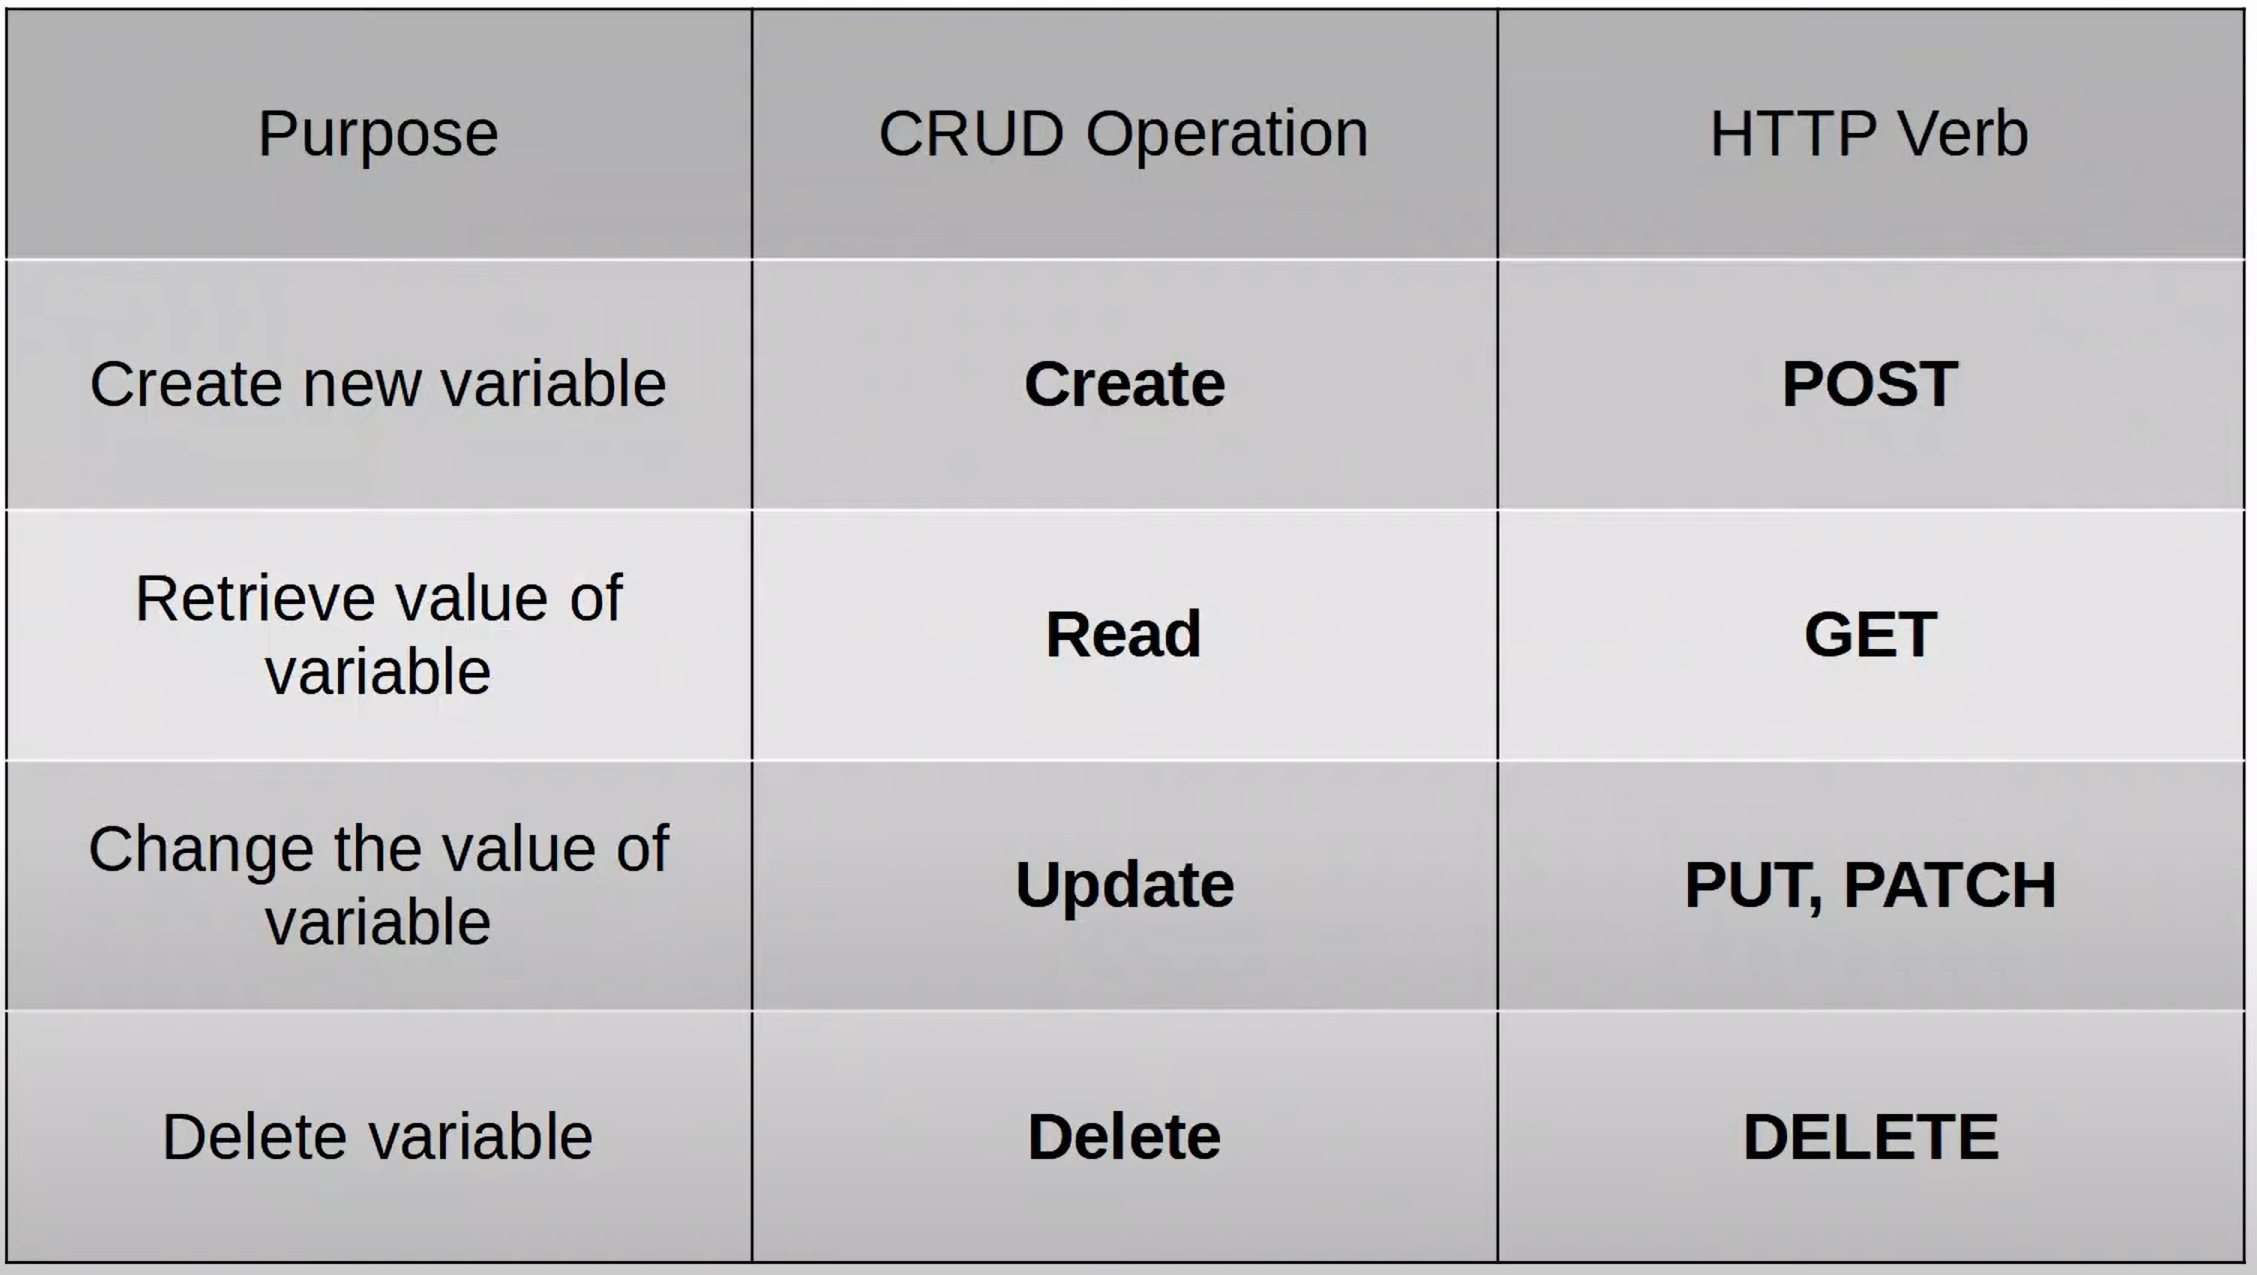 Purpose
CRUD Operation
HTTP Verb
Create new variable
Create
POST
Retrieve value of
variable
Read
GET
Change the value of
variable
Update
PUT, PATCH
Delete variable
Delete
DELETE